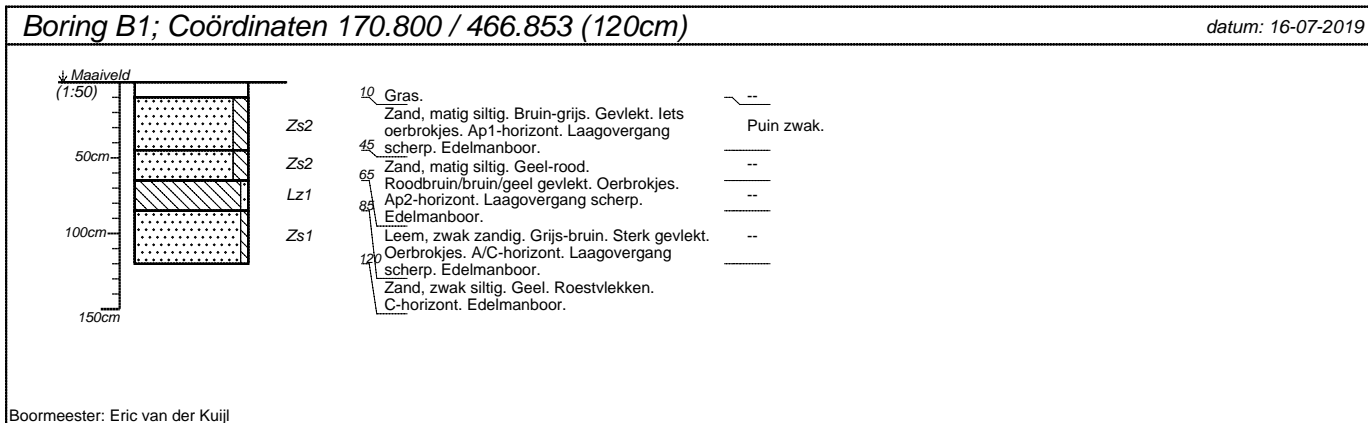 Boring B1; Coördinaten 170.800 / 466.853 (120cm)
datum: 16-07-2019
Maaiveld
(1:50)
50cm
100cm
150cm
Zs2
Zs2
Lz1
Zs1
10 Gras.
Zand, matig siltig. Bruin-grijs. Gevlekt. Iets
oerbrokjes. Ap1-horizont. Laagovergang
45 scherp. Edelmanboor.
Zand, matig siltig. Geel-rood.
65 Roodbruin/bruin/geel gevlekt. Oerbrokjes.
85 Ap2-horizont. Laagovergang scherp.
Edelmanboor.
Leem, zwak zandig. Grijs-bruin. Sterk gevlekt.
120 Oerbrokjes. A/C-horizont. Laagovergang
scherp. Edelmanboor.
Zand, zwak siltig. Geel. Roestvlekken.
C-horizont. Edelmanboor.
--
Puin zwak.
--
--
--
Boormeester: Eric van der Kuijl